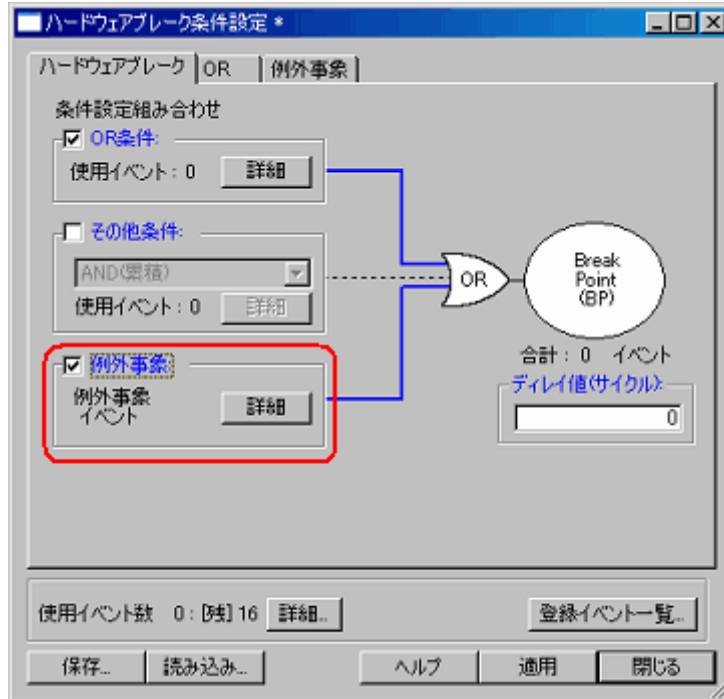 ハードウェアブレーク条件設定 *
ハードウェアブレーク OR 例外事象
条件設定組み合わせ
OR条件:
使用イベント : 0 詳細
その他条件:
AND(累積)
使用イベント : 0 詳細
例外事象:
例外事象
イベント
詳細
OR
Break
Point
(BP)
合計 : 0 イベント
ディレイ値(サイクル):
0
使用イベント数 0 : [残] 16 詳細... 登録イベント一覧...
保存... 読み込み... ヘルプ 適用 閉じる